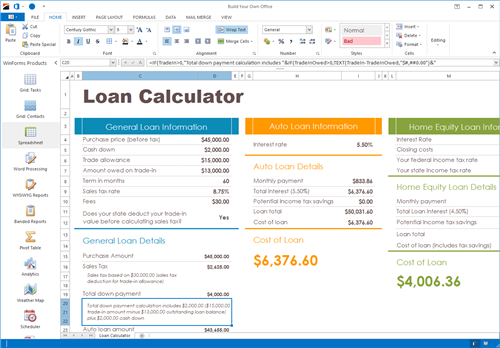 Build Your Own Office
FILE HOME INSERT PAGE LAYOUT FORMULAS DATA MAIL MERGE REVIEW VIEW
Paste
Cut
Copy
Paste Special
Century Gothic 5
Wrap Text
Merge Cells
General
Normal
Bad
Cells
Editing
Clipboard Font Alignment Number Styles
WinForms Products
Grid: Tasks
Grid: Contacts
Spreadsheet
Word Processing
WYSIWYG Reports
Banded Reports
Pivot Table
Analytics
Weather Map
Scheduler
C20
=IF(TradeIn>0,"Total down payment calculation includes "&IF(TradeInOwed>0,TEXT(TradeIn-TradeInOwed,"$#,##0.00")&"
Loan Calculator
General Loan Information
Purchase price (before tax) $45,000.00
Cash down $2,000.00
Trade allowance $15,000.00
Amount owed on trade-in $13,000.00
Term in months 60
Sales tax rate 8.75%
Fees $30.00
Does your state deduct your trade-in
value before calculating sales tax? Yes
General Loan Details
Purchase Amount $45,000.00
Sales Tax $2,625.00
Sales tax based on $30,000.00 (sales tax
deduction for trade-in allowance)
Total down payment $4,000.00
Total down payment calculation includes $2,000.00 ($15,000.00
trade-in amount minus $13,000.00 outstanding loan balance)
plus $2,000.00 cash down
Auto loan amount $43,655.00
Auto Loan Information
Interest rate 5.50%
Auto Loan Details
Monthly payment $833.86
Total Interest (5.50%) $6,376.60
Potential income tax savings $0.00
Loan total $50,031.60
Total cost of auto $54,031.60
Cost of Loan
$6,376.60
Home Equity Loan Infor
Interest Rate
Closing costs
Your federal income tax rate
Your state income tax rate
Home Equity Loan Details
Monthly payment
Total Loan Interest (4.50%)
Potential income tax savings
Loan total
Cost of loan (includes tax savings)
Cost of Loan
$4,006.36
Loan Calculator